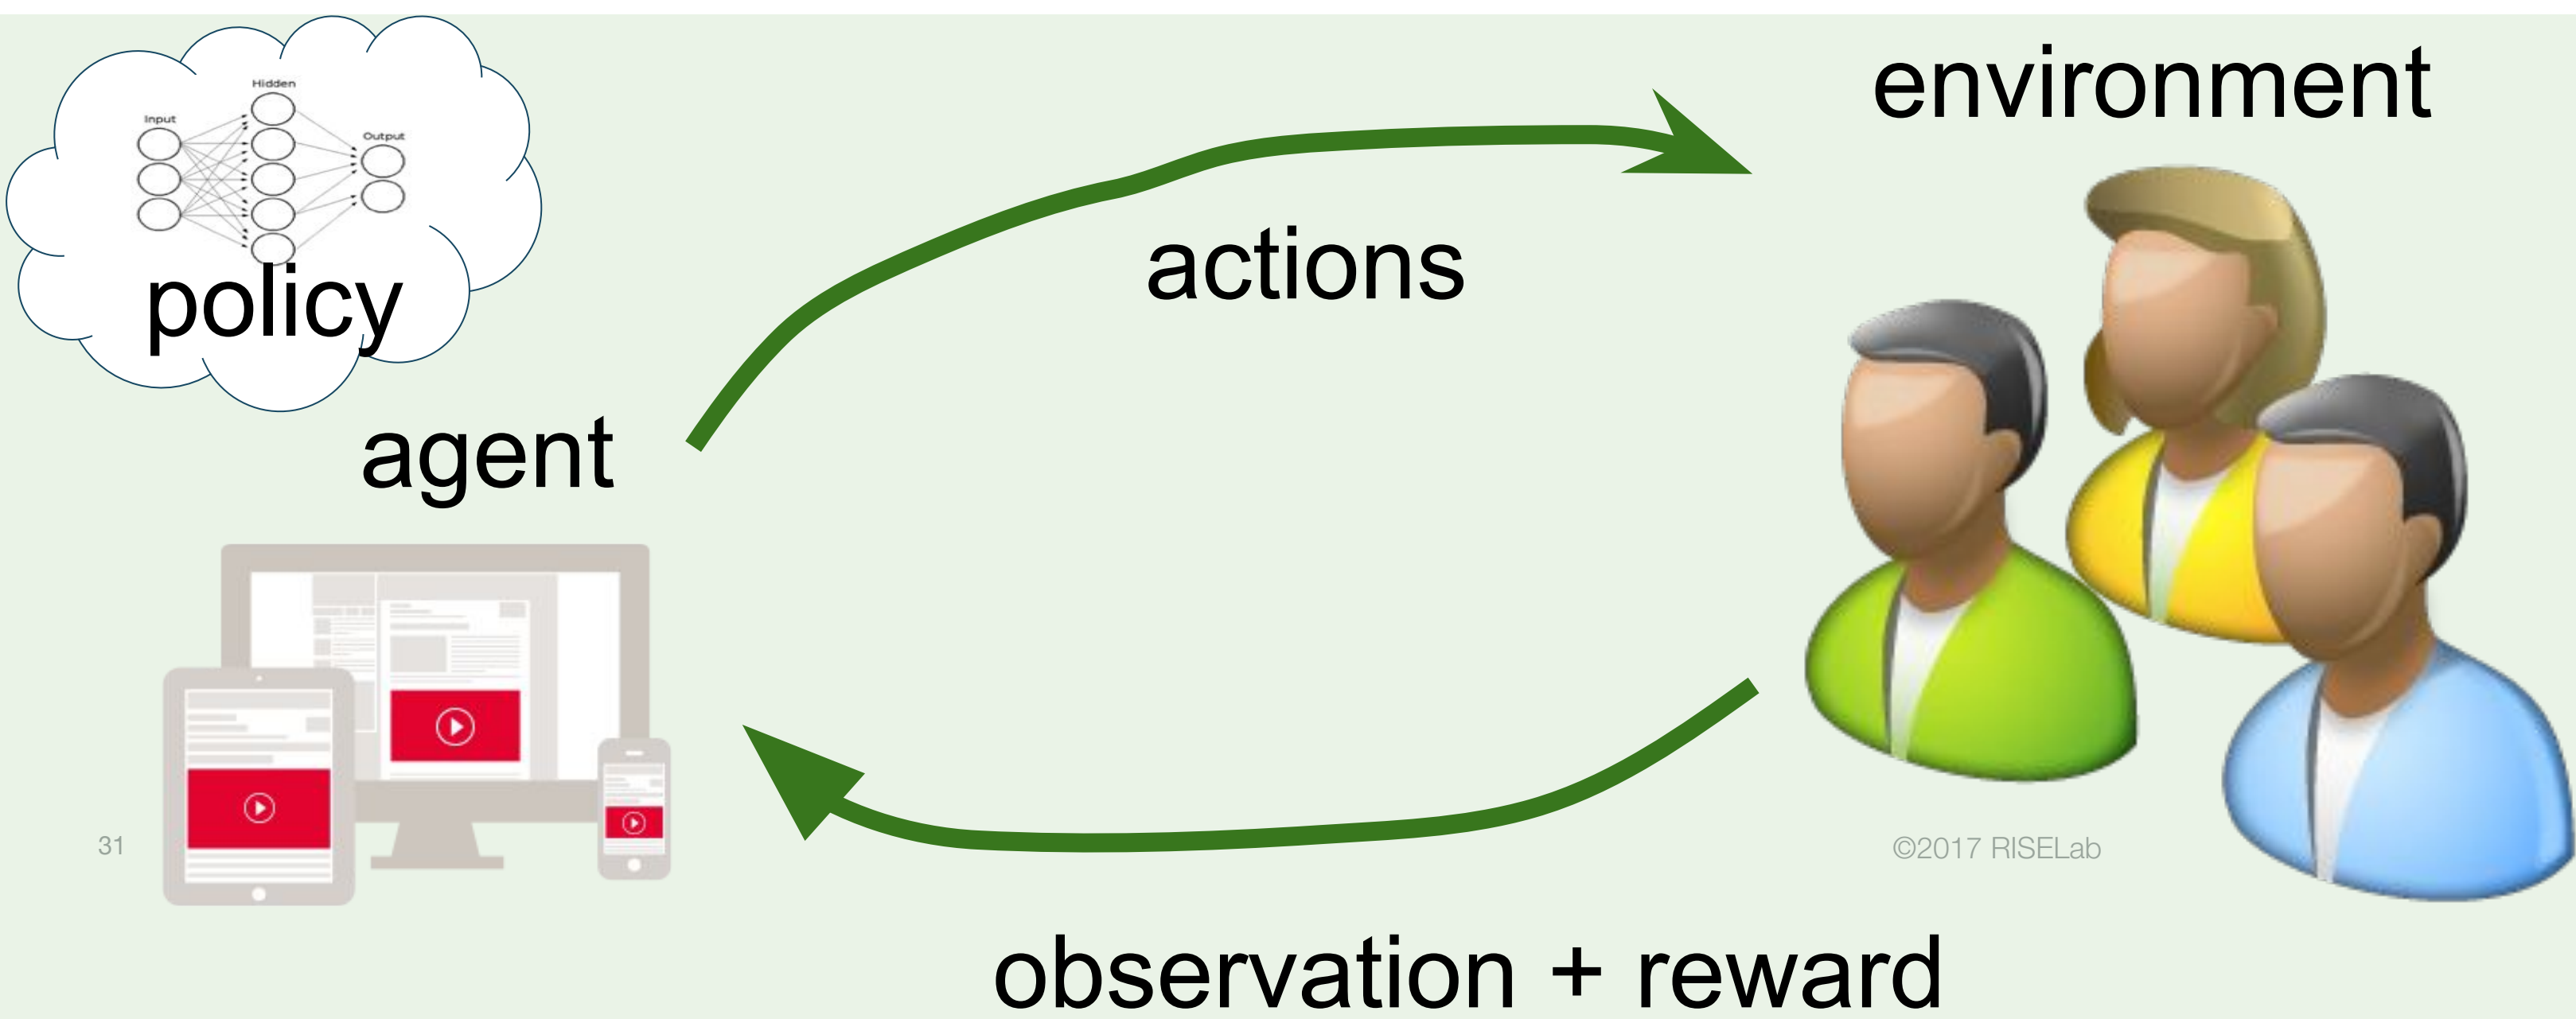 Hidden
Input
Output
policy
agent
actions
environment
31
©2017 RISELab
observation + reward